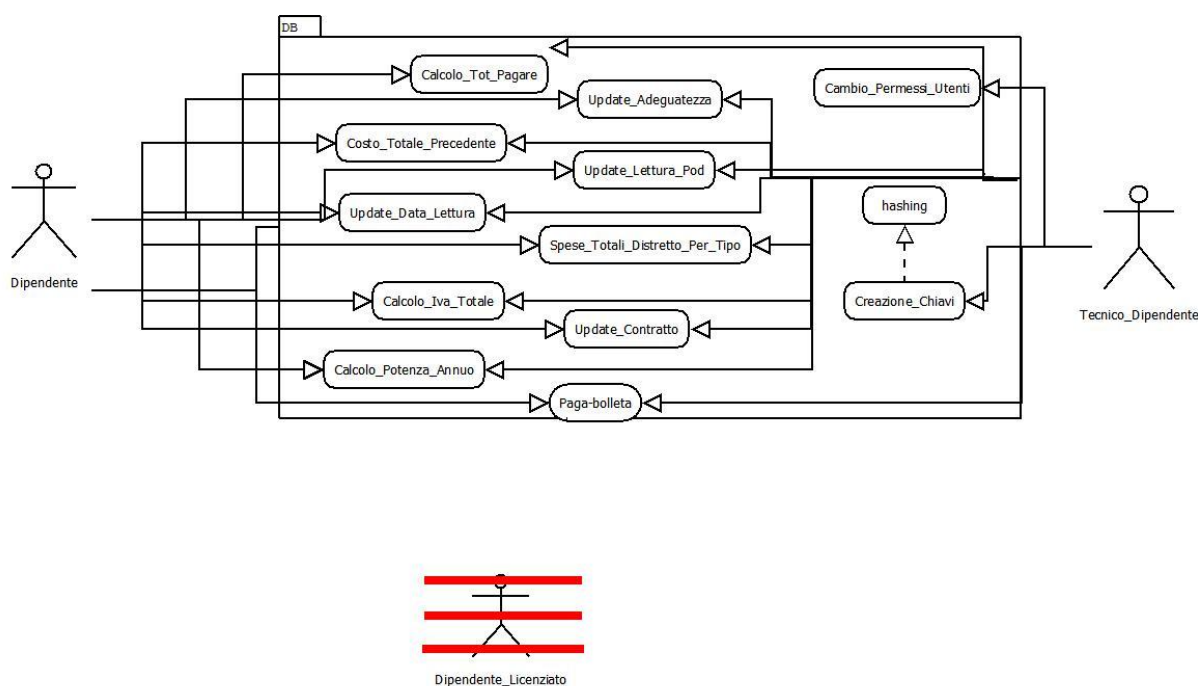 DB
Calcolo_Tot_Pagare
Cambio_Permessi_Utenti
Update_Adeguatezza
Costo_Totale_Precedente
Update_Lettura_Pod
hashing
Update_Data_Lettura
Spese_Totali_Distretto_Per_Tipo
Dipendente
Calcolo_Iva_Totale
Creazione_Chiavi
Tecnico_Dipendente
Update_Contratto
Calcolo_Potenza_Annuo
Paga-bolleta
Dipendente_Licenziato